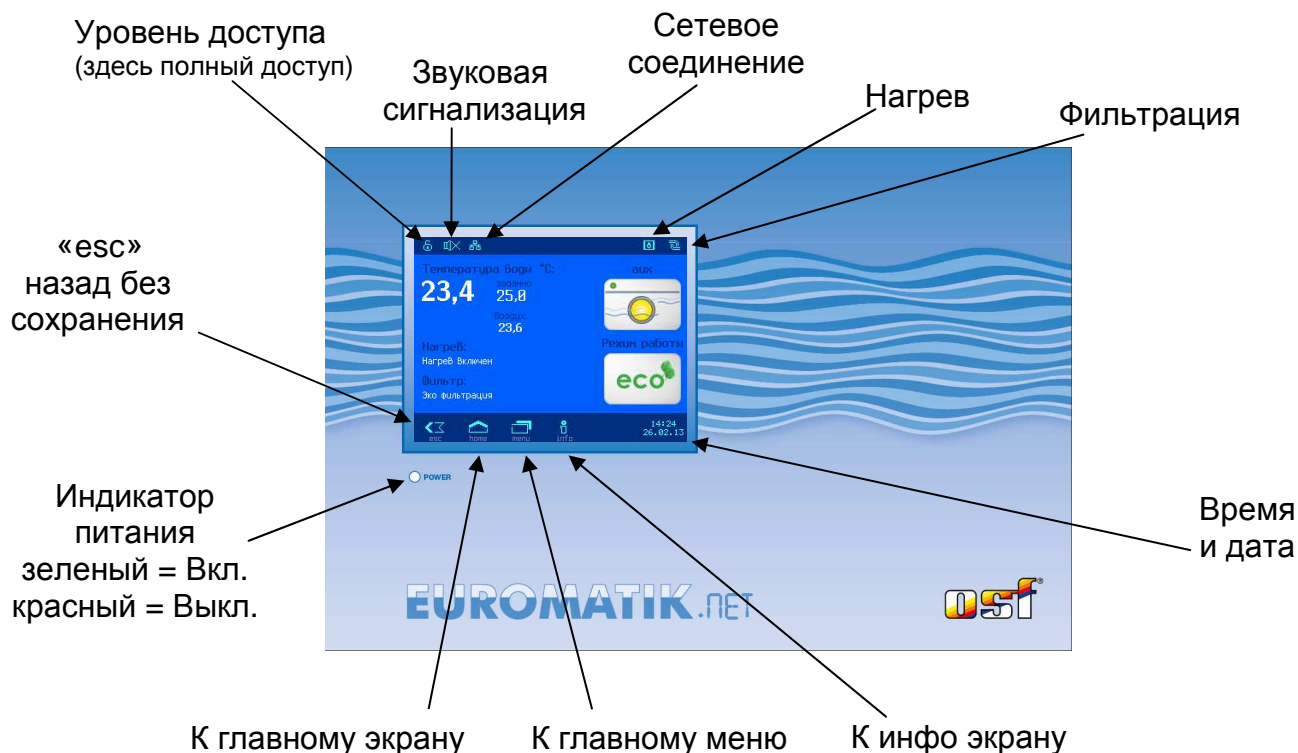 Уровень доступа
(здесь полный доступ)
Звуковая
сигнализация
Сетевое
соединение
Нагрев
Фильтрация
«esc»
назад без
сохранения
Температура воды °C:
23,4
заданно
25,0
Воздух:
23,6
Нагрев:
Нагрев Включен
Фильтр:
Эко фильтрация
aux
Режим работы
eco
esc
home
menu
info
14:24
26.02.13
POWER
Индикатор
питания
зеленый = Вкл.
красный = Выкл.
Время
и дата
EUROMATIK.NET
osf®
К главному экрану
К главному меню
К инфо экрану